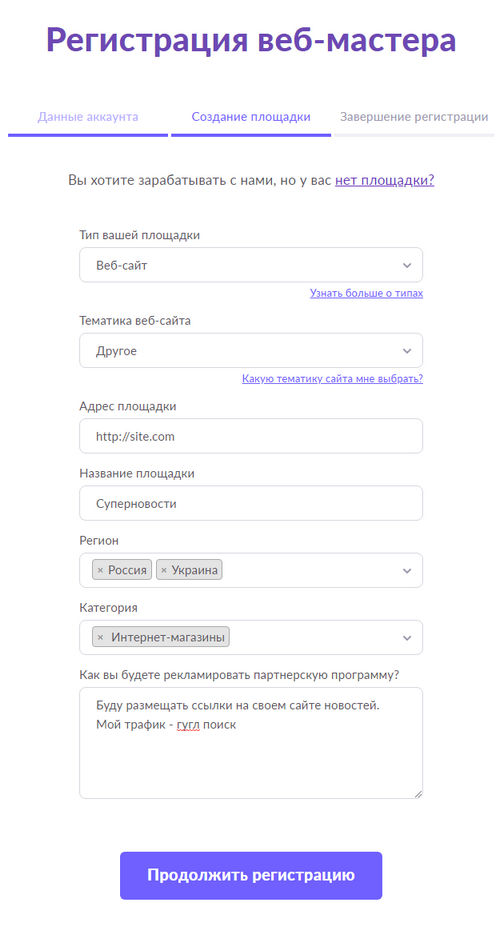 Регистрация веб-мастера
Данные аккаунта
Создание площадки
Завершение регистрации
Вы хотите зарабатывать с нами, но у вас нет площадки?
Тип вашей площадки
Веб-сайт
Узнать больше о типах
Тематика веб-сайта
Другое
Какую тематику сайта мне выбрать?
Адрес площадки
http://site.com
Название площадки
Суперновости
Регион
× Россия × Украина
Категория
× Интернет-магазины
Как вы будете рекламировать партнерскую программу?
Буду размещать ссылки на своем сайте новостей.
Мой трафик - гугл поиск
Продолжить регистрацию